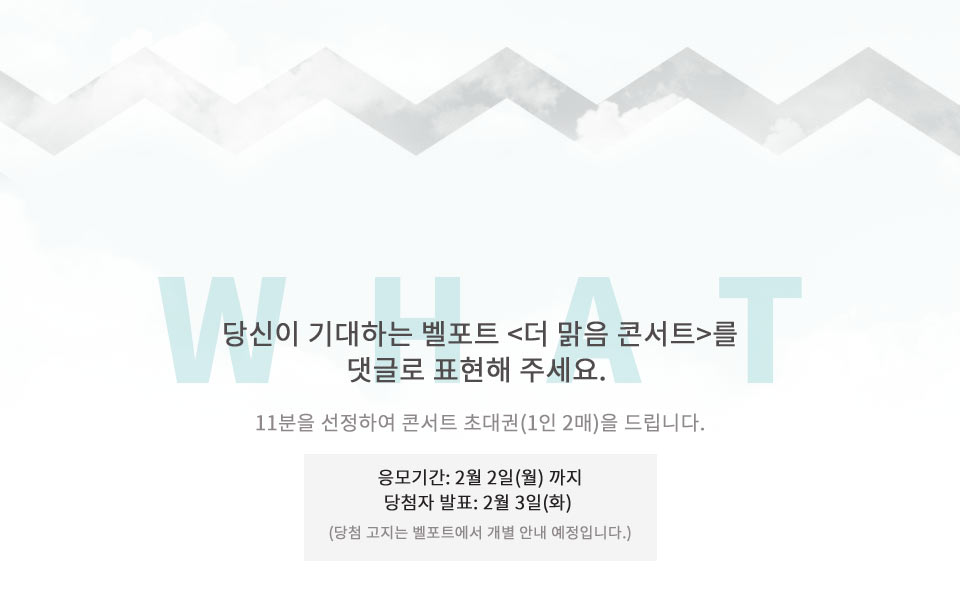 WHAT
당신이 기대하는 벨포트 <더 맑음 콘서트>를
댓글로 표현해 주세요.
11분을 선정하여 콘서트 초대권(1인 2매)을 드립니다.
응모기간: 2월 2일(월) 까지
당첨자 발표: 2월 3일(화)
(당첨 고지는 벨포트에서 개별 안내 예정입니다.)